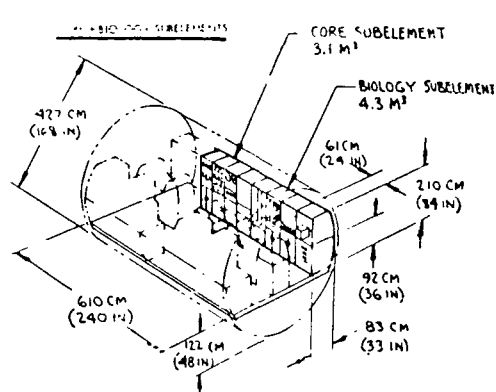 BIOLOGY SUBELEMENTS
CORE SUBELEMENT
3.1 M³
BIOLOGY SUBELEMENT
4.3 M³
427 CM
(168 IN)
61 CM
(24 IN)
210 CM
(84 IN)
92 CM
(36 IN)
83 CM
(33 IN)
610 CM
(240 IN)
122 CM
(48 IN)